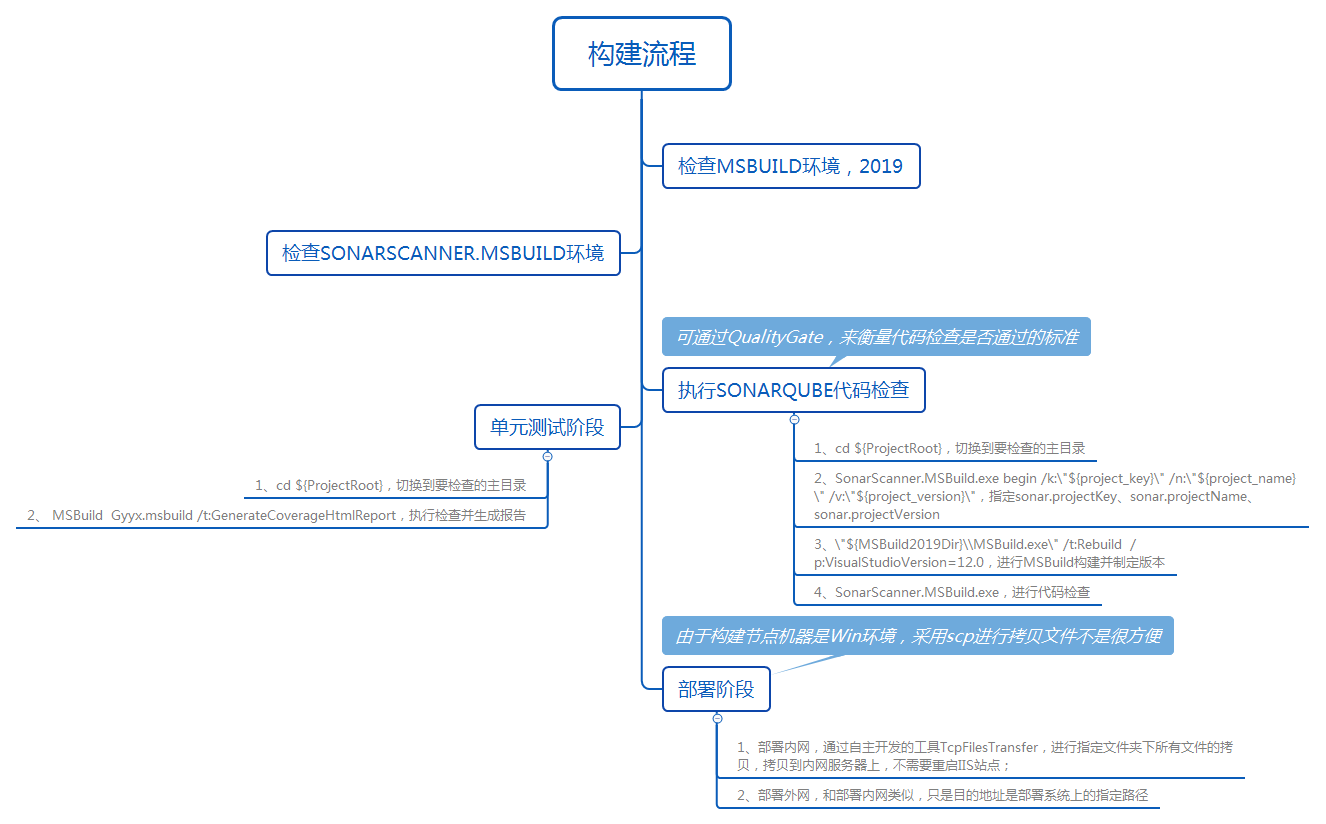 构建流程
检查MSBUILD环境，2019
检查SONARSCANNER.MSBUILD环境
可通过QualityGate，来衡量代码检查是否通过的标准
执行SONARQUBE代码检查
1、cd ${ProjectRoot}，切换到要检查的主目录
2、SonarScanner.MSBuild.exe begin /k:\"${project_key}\" /n:\"${project_name}
\" /v:\"${project_version}\"，指定sonar.projectKey、sonar.projectName、
sonar.projectVersion
3、\"${MSBuild2019Dir}\\MSBuild.exe\" /t:Rebuild  /
p:VisualStudioVersion=12.0，进行MSBuild构建并制定版本
4、SonarScanner.MSBuild.exe，进行代码检查
单元测试阶段
1、cd ${ProjectRoot}，切换到要检查的主目录
2、 MSBuild  Gyyx.msbuild /t:GenerateCoverageHtmlReport，执行检查并生成报告
由于构建节点机器是Win环境，采用scp进行拷贝文件不是很方便
部署阶段
1、部署内网，通过自主开发的工具TcpFilesTransfer，进行指定文件夹下所有文件的拷
贝，拷贝到内网服务器上，不需要重启IIS站点；
2、部署外网，和部署内网类似，只是目的地址是部署系统上的指定路径